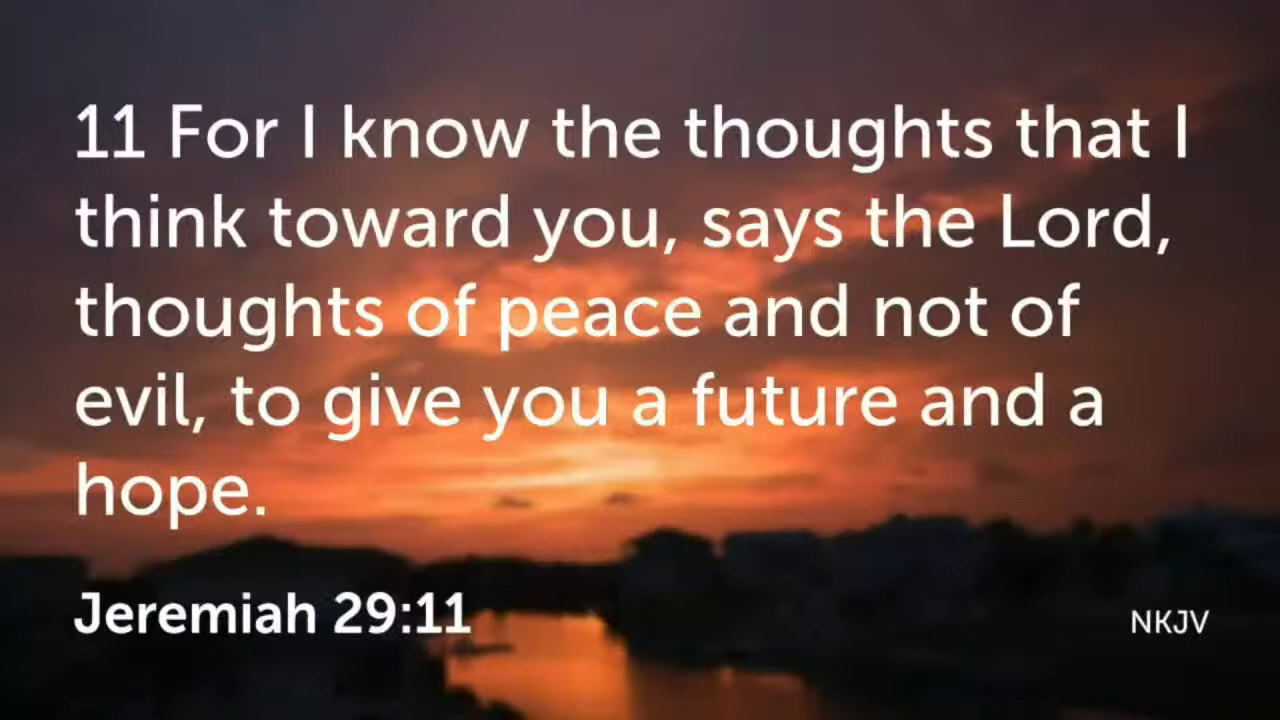 11 For I know the thoughts that I
think toward you, says the Lord,
thoughts of peace and not of
evil, to give you a future and a
hope.
Jeremiah 29:11
NKJV